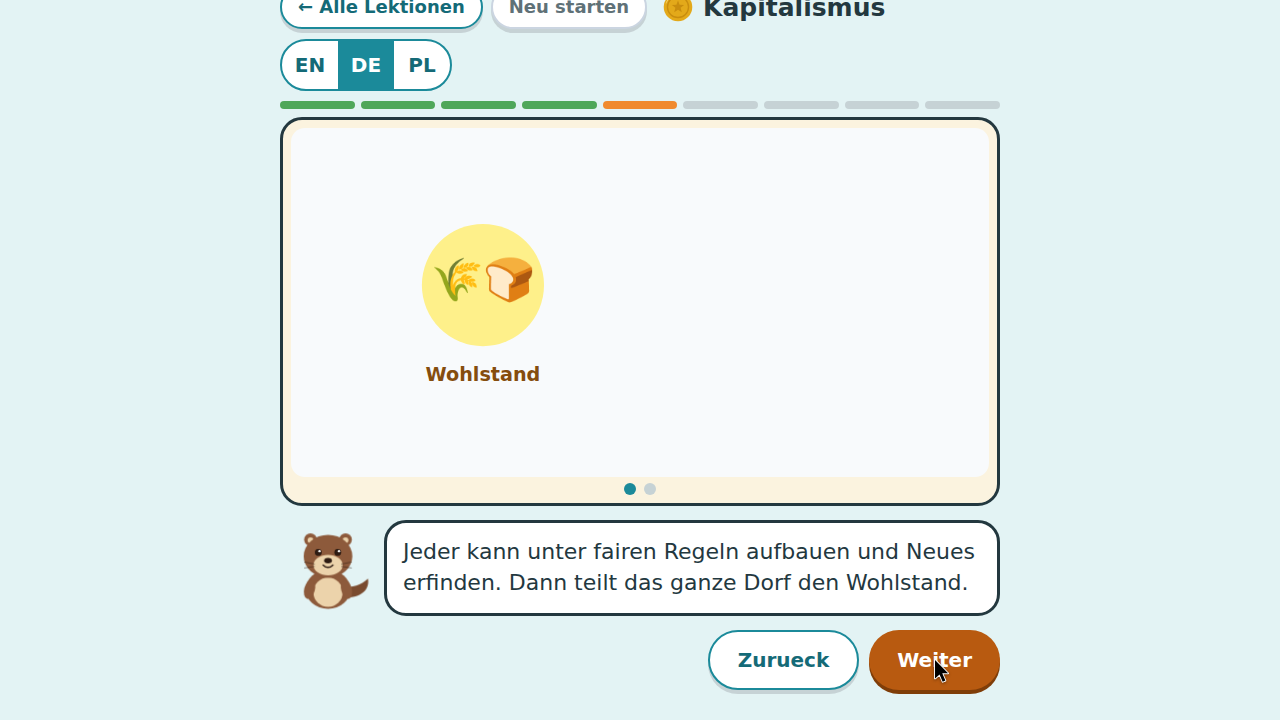 ← Alle Lektionen
Neu starten
Kapitalismus
EN DE PL
Wohlstand
Jeder kann unter fairen Regeln aufbauen und Neues
erfinden. Dann teilt das ganze Dorf den Wohlstand.
Zurueck
Weiter